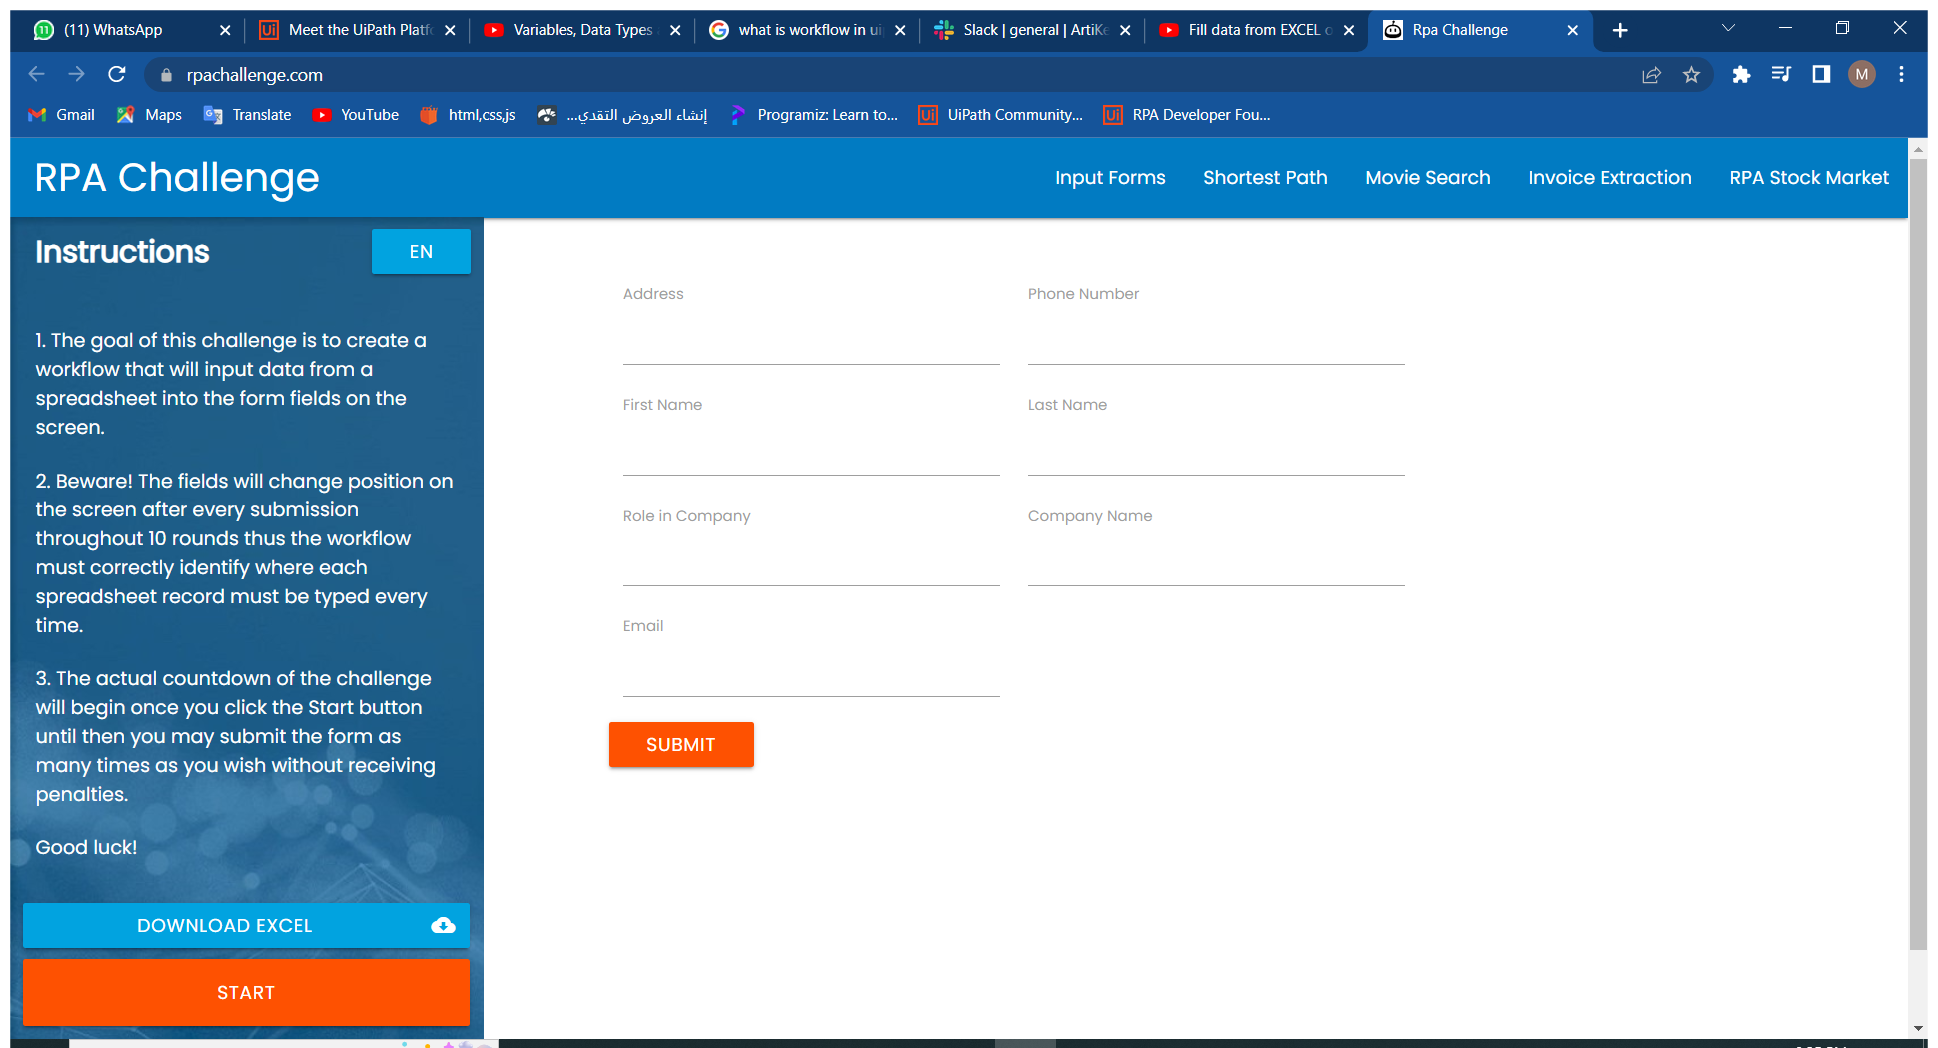 11 (11) WhatsApp
Ui Meet the UiPath Platf
Variables, Data Types
what is workflow in ui
Slack | general | ArtiKe
Fill data from EXCEL o
Rpa Challenge
rpachallenge.com
M
Gmail
Maps
Translate
YouTube
html,css,js
إنشاء العروض التقدي...
Programiz: Learn to...
Ui UiPath Community...
Ui RPA Developer Fou...
RPA Challenge
Input Forms
Shortest Path
Movie Search
Invoice Extraction
RPA Stock Market
Instructions
EN
1. The goal of this challenge is to create a
workflow that will input data from a
spreadsheet into the form fields on the
screen.
2. Beware! The fields will change position on
the screen after every submission
throughout 10 rounds thus the workflow
must correctly identify where each
spreadsheet record must be typed every
time.
3. The actual countdown of the challenge
will begin once you click the Start button
until then you may submit the form as
many times as you wish without receiving
penalties.
Good luck!
DOWNLOAD EXCEL
START
Address
Phone Number
First Name
Last Name
Role in Company
Company Name
Email
SUBMIT